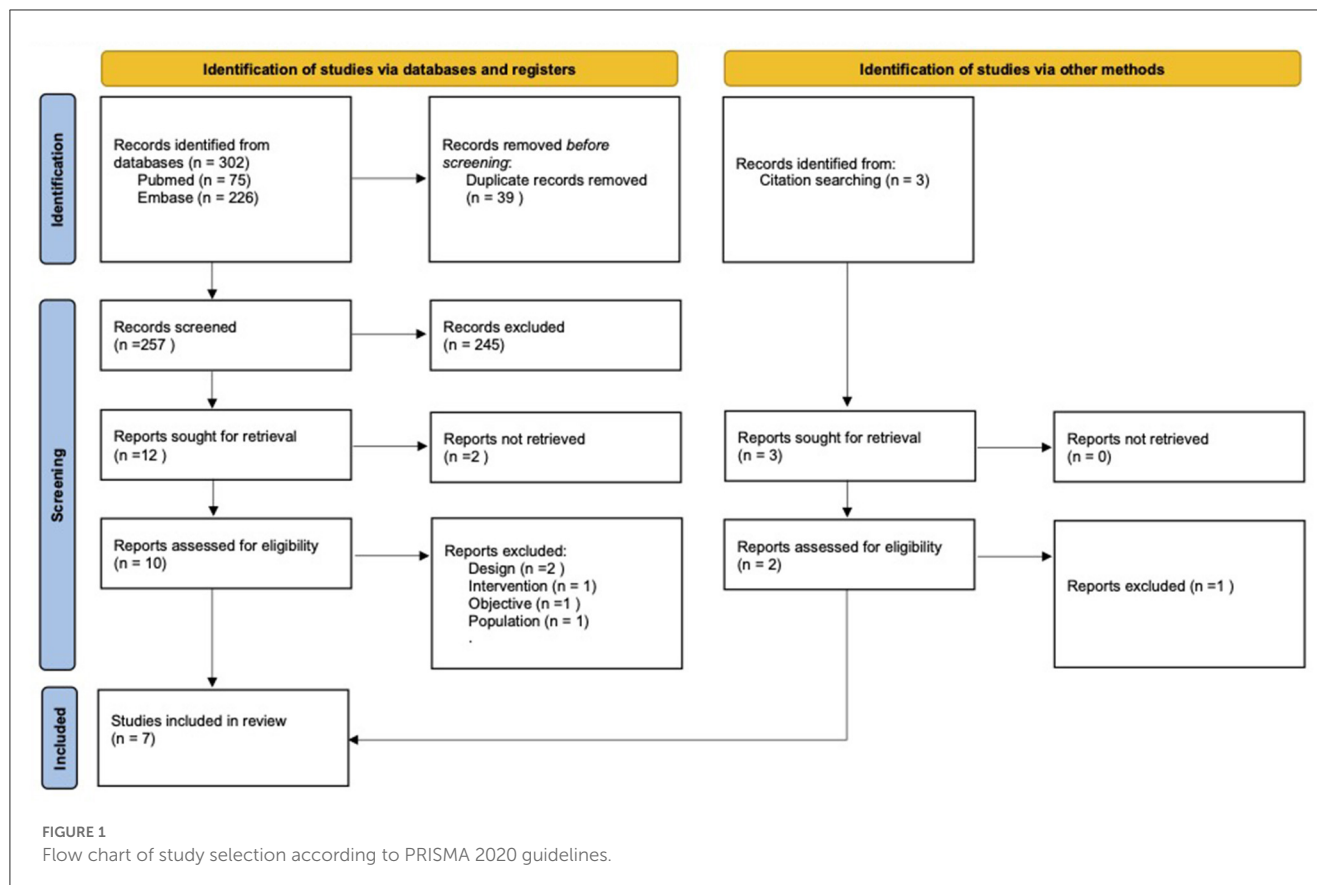 Identification of studies via databases and registers
Identification of studies via other methods
Identification
Records identified from
databases (n = 302)
Pubmed (n = 75)
Embase (n = 226)
Records removed before
screening:
Duplicate records removed
(n = 39 )
Records identified from:
Citation searching (n = 3)
Screening
Records screened
(n =257 )
Records excluded
(n = 245)
Reports sought for retrieval
(n =12 )
Reports not retrieved
(n =2 )
Reports sought for retrieval
(n = 3)
Reports not retrieved
(n = 0)
Reports assessed for eligibility
(n = 10)
Reports excluded:
Design (n =2 )
Intervention (n = 1)
Objective (n =1 )
Population (n = 1)
.
Reports assessed for eligibility
(n = 2)
Reports excluded (n =1 )
Included
Studies included in review
(n = 7)
FIGURE 1
Flow chart of study selection according to PRISMA 2020 guidelines.